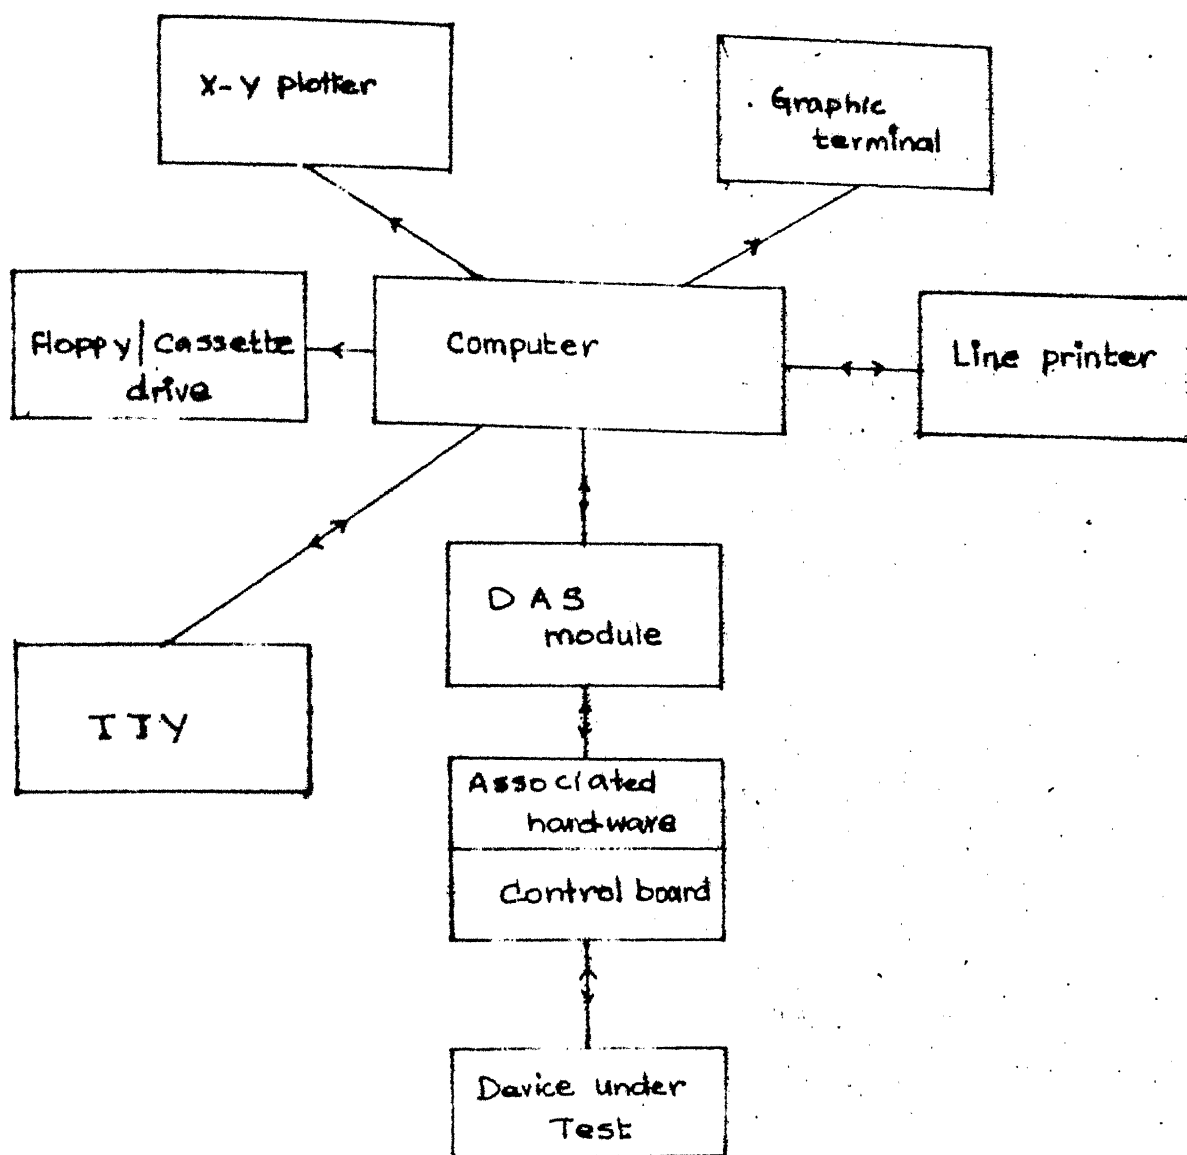 X-Y plotter
Graphic
terminal
Floppy/Cassette
drive
Computer
Line printer
DAS
module
TTY
Associated
hardware
Control board
Device under
Test